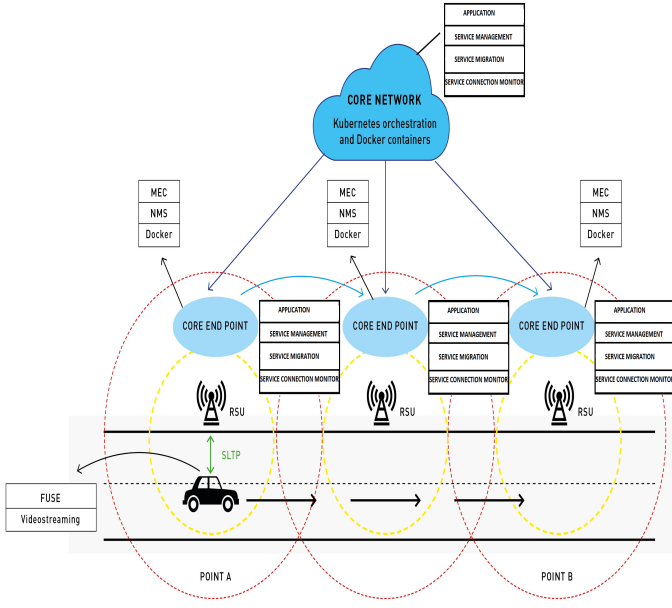 APPLICATION
SERVICE MANAGEMENT
SERVICE MIGRATION
SERVICE CONNECTION MONITOR
CORE NETWORK
Kubernetes orchestration
and Docker containers
MEC
NMS
Docker
MEC
NMS
Docker
MEC
NMS
Docker
CORE END POINT
APPLICATION
SERVICE MANAGEMENT
SERVICE MIGRATION
SERVICE CONNECTION MONITOR
CORE END POINT
APPLICATION
SERVICE MANAGEMENT
SERVICE MIGRATION
SERVICE CONNECTION MONITOR
CORE END POINT
APPLICATION
SERVICE MANAGEMENT
SERVICE MIGRATION
SERVICE CONNECTION MONITOR
RSU
RSU
RSU
SLTP
FUSE
Videostreaming
POINT A
POINT B